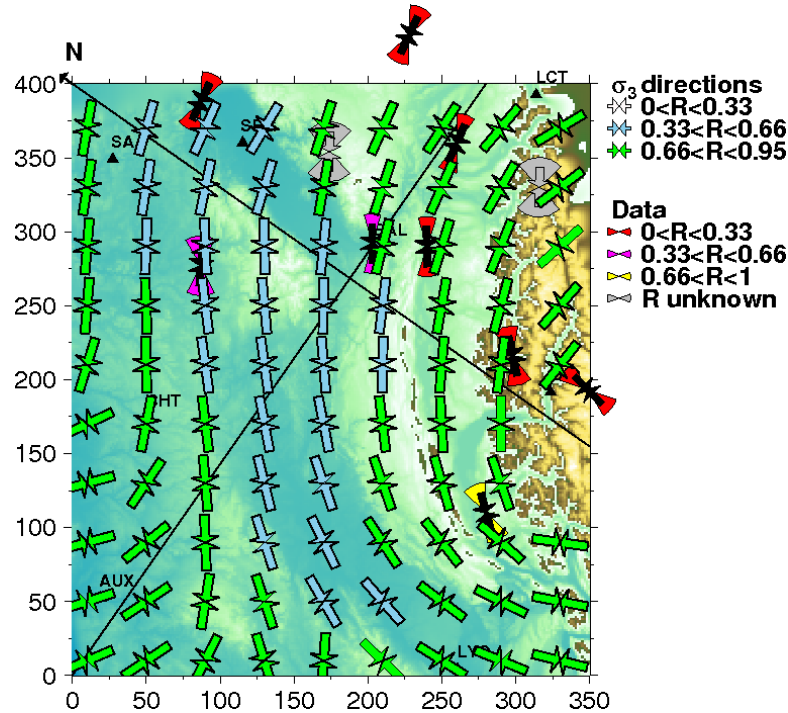 N
LCT
400
350
300
250
200
150
100
50
0
SA
AL
HT
AUX
LY
0 50 100 150 200 250 300 350
σ3 directions
0<R<0.33
0.33<R<0.66
0.66<R<0.95
Data
0<R<0.33
0.33<R<0.66
0.66<R<1
R unknown